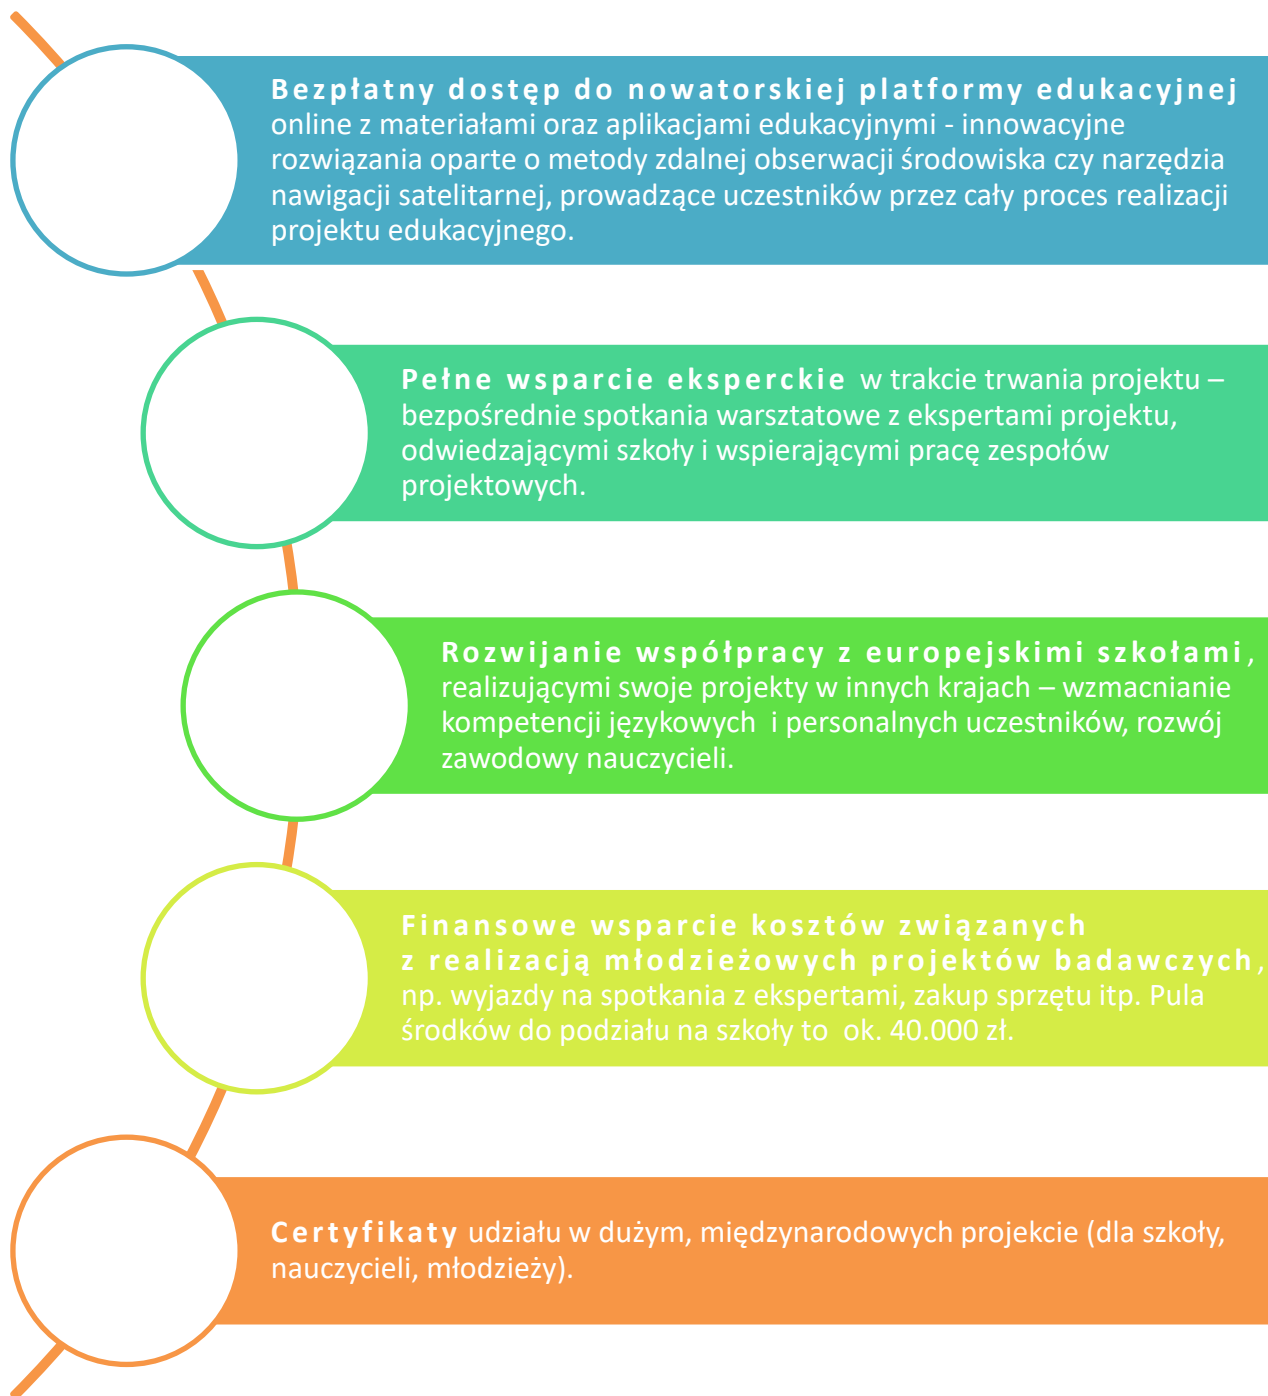 Bezpłatny dostęp do nowatorskiej platformy edukacyjnej
online z materiałami oraz aplikacjami edukacyjnymi - innowacyjne
rozwiązania oparte o metody zdalnej obserwacji środowiska czy narzędzia
nawigacji satelitarnej, prowadzące uczestników przez cały proces realizacji
projektu edukacyjnego.
Pełne wsparcie eksperckie w trakcie trwania projektu –
bezpośrednie spotkania warsztatowe z ekspertami projektu,
odwiedzającymi szkoły i wspierającymi pracę zespołów
projektowych.
Rozwijanie współpracy z europejskimi szkołami,
realizującymi swoje projekty w innych krajach – wzmacnianie
kompetencji językowych i personalnych uczestników, rozwój
zawodowy nauczycieli.
Finansowe wsparcie kosztów związanych
z realizacją młodzieżowych projektów badawczych,
np. wyjazdy na spotkania z ekspertami, zakup sprzętu itp. Pula
środków do podziału na szkoły to ok. 40.000 zł.
Certyfikaty udziału w dużym, międzynarodowych projekcie (dla szkoły,
nauczycieli, młodzieży).